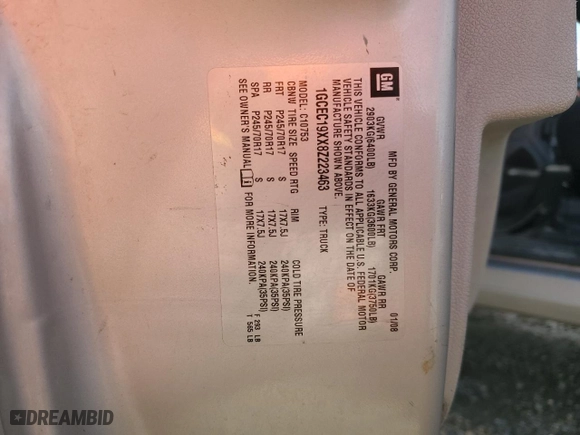 GM
MFD BY GENERAL MOTORS CORP. 01/08
GVWR GAWR FRT GAWR RR
2903KG(6400LB) 1633KG(3600LB) 1701KG(3750LB)
THIS VEHICLE CONFORMS TO ALL APPLICABLE U.S. FEDERAL MOTOR
VEHICLE SAFETY STANDARDS IN EFFECT ON THE DATE OF
MANUFACTURE SHOWN ABOVE.
1GCEC19XX8Z223463 TYPE: TRUCK
MODEL: C10753
CBNW TIRE SIZE SPEED RTG RIM COLD TIRE PRESSURE
FRT P245/70R17 S 17X7.5J 240KPA(35PSI)
RR P245/70R17 S 17X7.5J 240KPA(35PSI)
SPA P245/70R17 S 17X7.5J 240KPA(35PSI)
SEE OWNER'S MANUAL FOR MORE INFORMATION.
F 293 LB
T 565 LB
DREAMBID